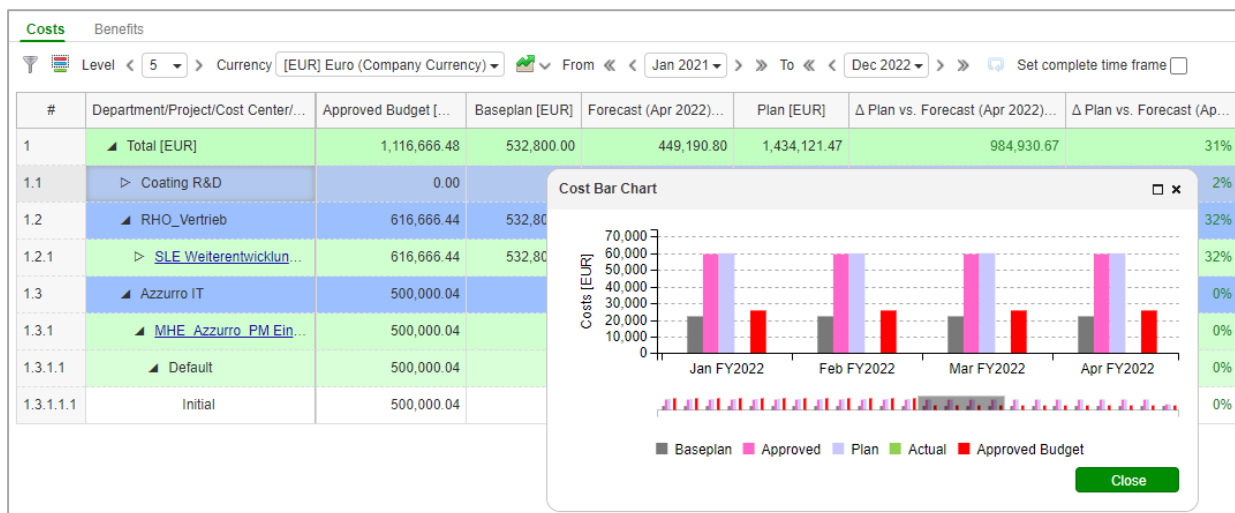 Costs Benefits
Level 5 Currency [EUR] Euro (Company Currency) From Jan 2021 To Dec 2022 Set complete time frame
# Department/Project/Cost Center/... Approved Budget [... Baseplan [EUR] Forecast (Apr 2022)... Plan [EUR] Δ Plan vs. Forecast (Apr 2022)... Δ Plan vs. Forecast (Ap...
1 Total [EUR] 1,116,666.48 532,800.00 449,190.80 1,434,121.47 984,930.67 31%
1.1 Coating R&D 0.00 2%
1.2 RHO_Vertrieb 616,666.44 532,80 32%
1.2.1 SLE Weiterentwicklun... 616,666.44 532,80 32%
1.3 Azzurro IT 500,000.04 0%
1.3.1 MHE_Azzurro_PM Ein... 500,000.04 0%
1.3.1.1 Default 500,000.04 0%
1.3.1.1.1 Initial 500,000.04 0%
Cost Bar Chart
Costs [EUR]
70,000
60,000
50,000
40,000
30,000
20,000
10,000
0
Jan FY2022 Feb FY2022 Mar FY2022 Apr FY2022
Baseplan Approved Plan Actual Approved Budget
Close